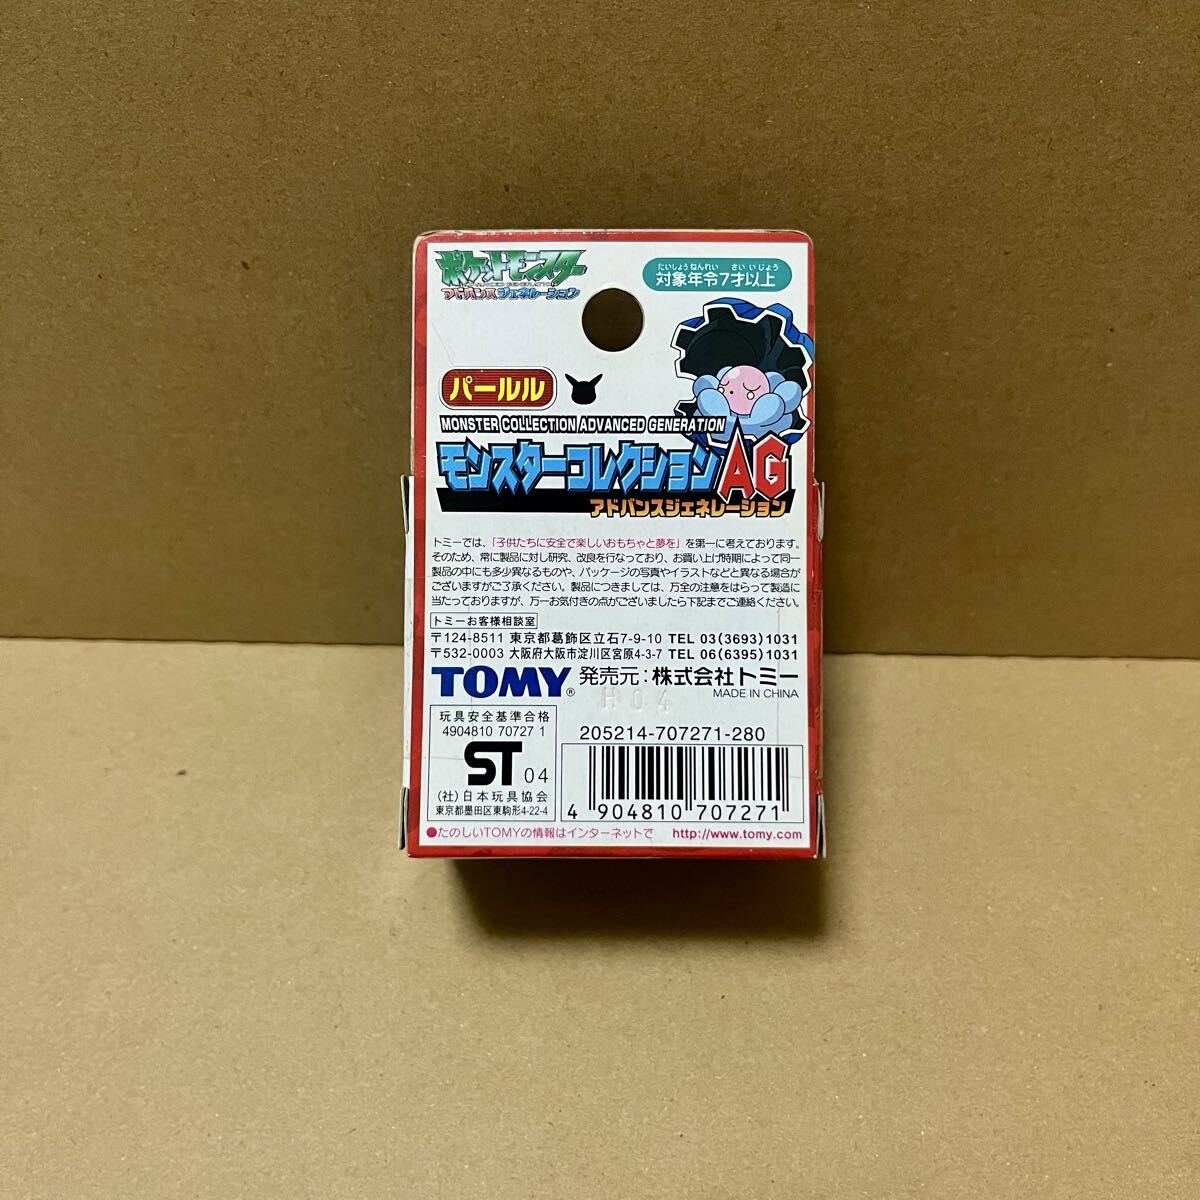 ポケットモンスター
ADVANCED GENERATION
アドバンスジェネレーション
たいしょうねんれい さいいじょう
対象年令7才以上
パールル
MONSTER COLLECTION ADVANCED GENERATION
モンスターコレクションAG
アドバンスジェネレーション
トミーでは、「子供たちに安全で楽しいおもちゃと夢を」を第一に考えております。
そのため、常に製品に対し研究、改良を行なっており、お買い上げ時期によって同一
製品の中にも多少異なるものや、パッケージの写真やイラストなどと異なる場合が
ございますがご了承ください。製品につきましては、万全の注意をはらって製造に
当たっておりますが、万一お気付きの点がございましたら下記までご連絡ください。
トミーお客様相談室
〒124-8511 東京都葛飾区立石7-9-10 TEL 03(3693)1031
〒532-0003 大阪府大阪市淀川区宮原4-3-7 TEL 06(6395)1031
TOMY® 発売元:株式会社トミー
MADE IN CHINA
H04
玩具安全基準合格
4904810 70727 1
ST 04
(社)日本玩具協会
東京都墨田区東駒形4-22-4
205214-707271-280
4 904810 707271
●たのしいTOMYの情報はインターネットで http://www.tomy.com